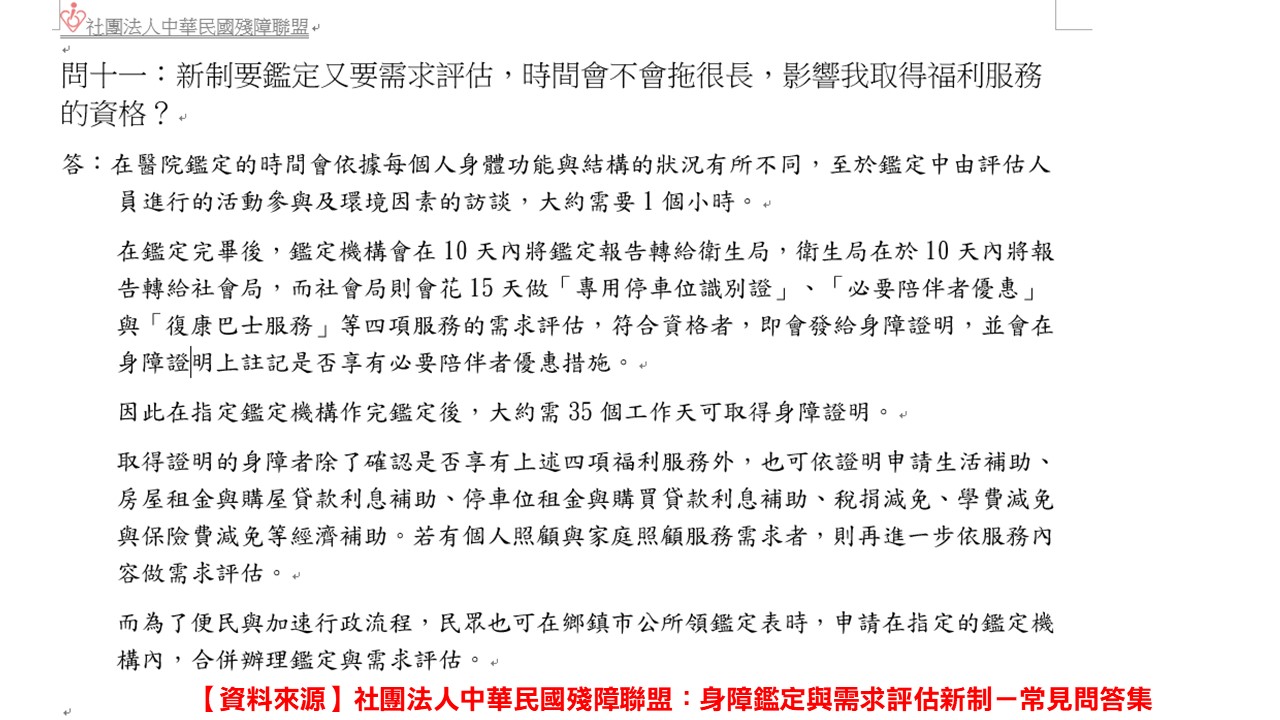 社團法人中華民國殘障聯盟
問十一：新制要鑑定又要需求評估，時間會不會拖很長，影響我取得福利服務
的資格？
答：在醫院鑑定的時間會依據每個人身體功能與結構的狀況有所不同，至於鑑定中由評估人
員進行的活動參與及環境因素的訪談，大約需要 1 個小時。
在鑑定完畢後，鑑定機構會在 10 天內將鑑定報告轉給衛生局，衛生局在於 10 天內將報
告轉給社會局，而社會局則會花 15 天做「專用停車位識別證」、「必要陪伴者優惠」
與「復康巴士服務」等四項服務的需求評估，符合資格者，即會發給身障證明，並會在
身障證明上註記是否享有必要陪伴者優惠措施。
因此在指定鑑定機構作完鑑定後，大約需 35 個工作天可取得身障證明。
取得證明的身障者除了確認是否享有上述四項福利服務外，也可依證明申請生活補助、
房屋租金與購屋貸款利息補助、停車位租金與購買貸款利息補助、稅捐減免、學費減免
與保險費減免等經濟補助。若有個人照顧與家庭照顧服務需求者，則再進一步依服務內
容做需求評估。
而為了便民與加速行政流程，民眾也可在鄉鎮市公所領鑑定表時，申請在指定的鑑定機
構內，合併辦理鑑定與需求評估。
【資料來源】社團法人中華民國殘障聯盟：身障鑑定與需求評估新制－常見問答集